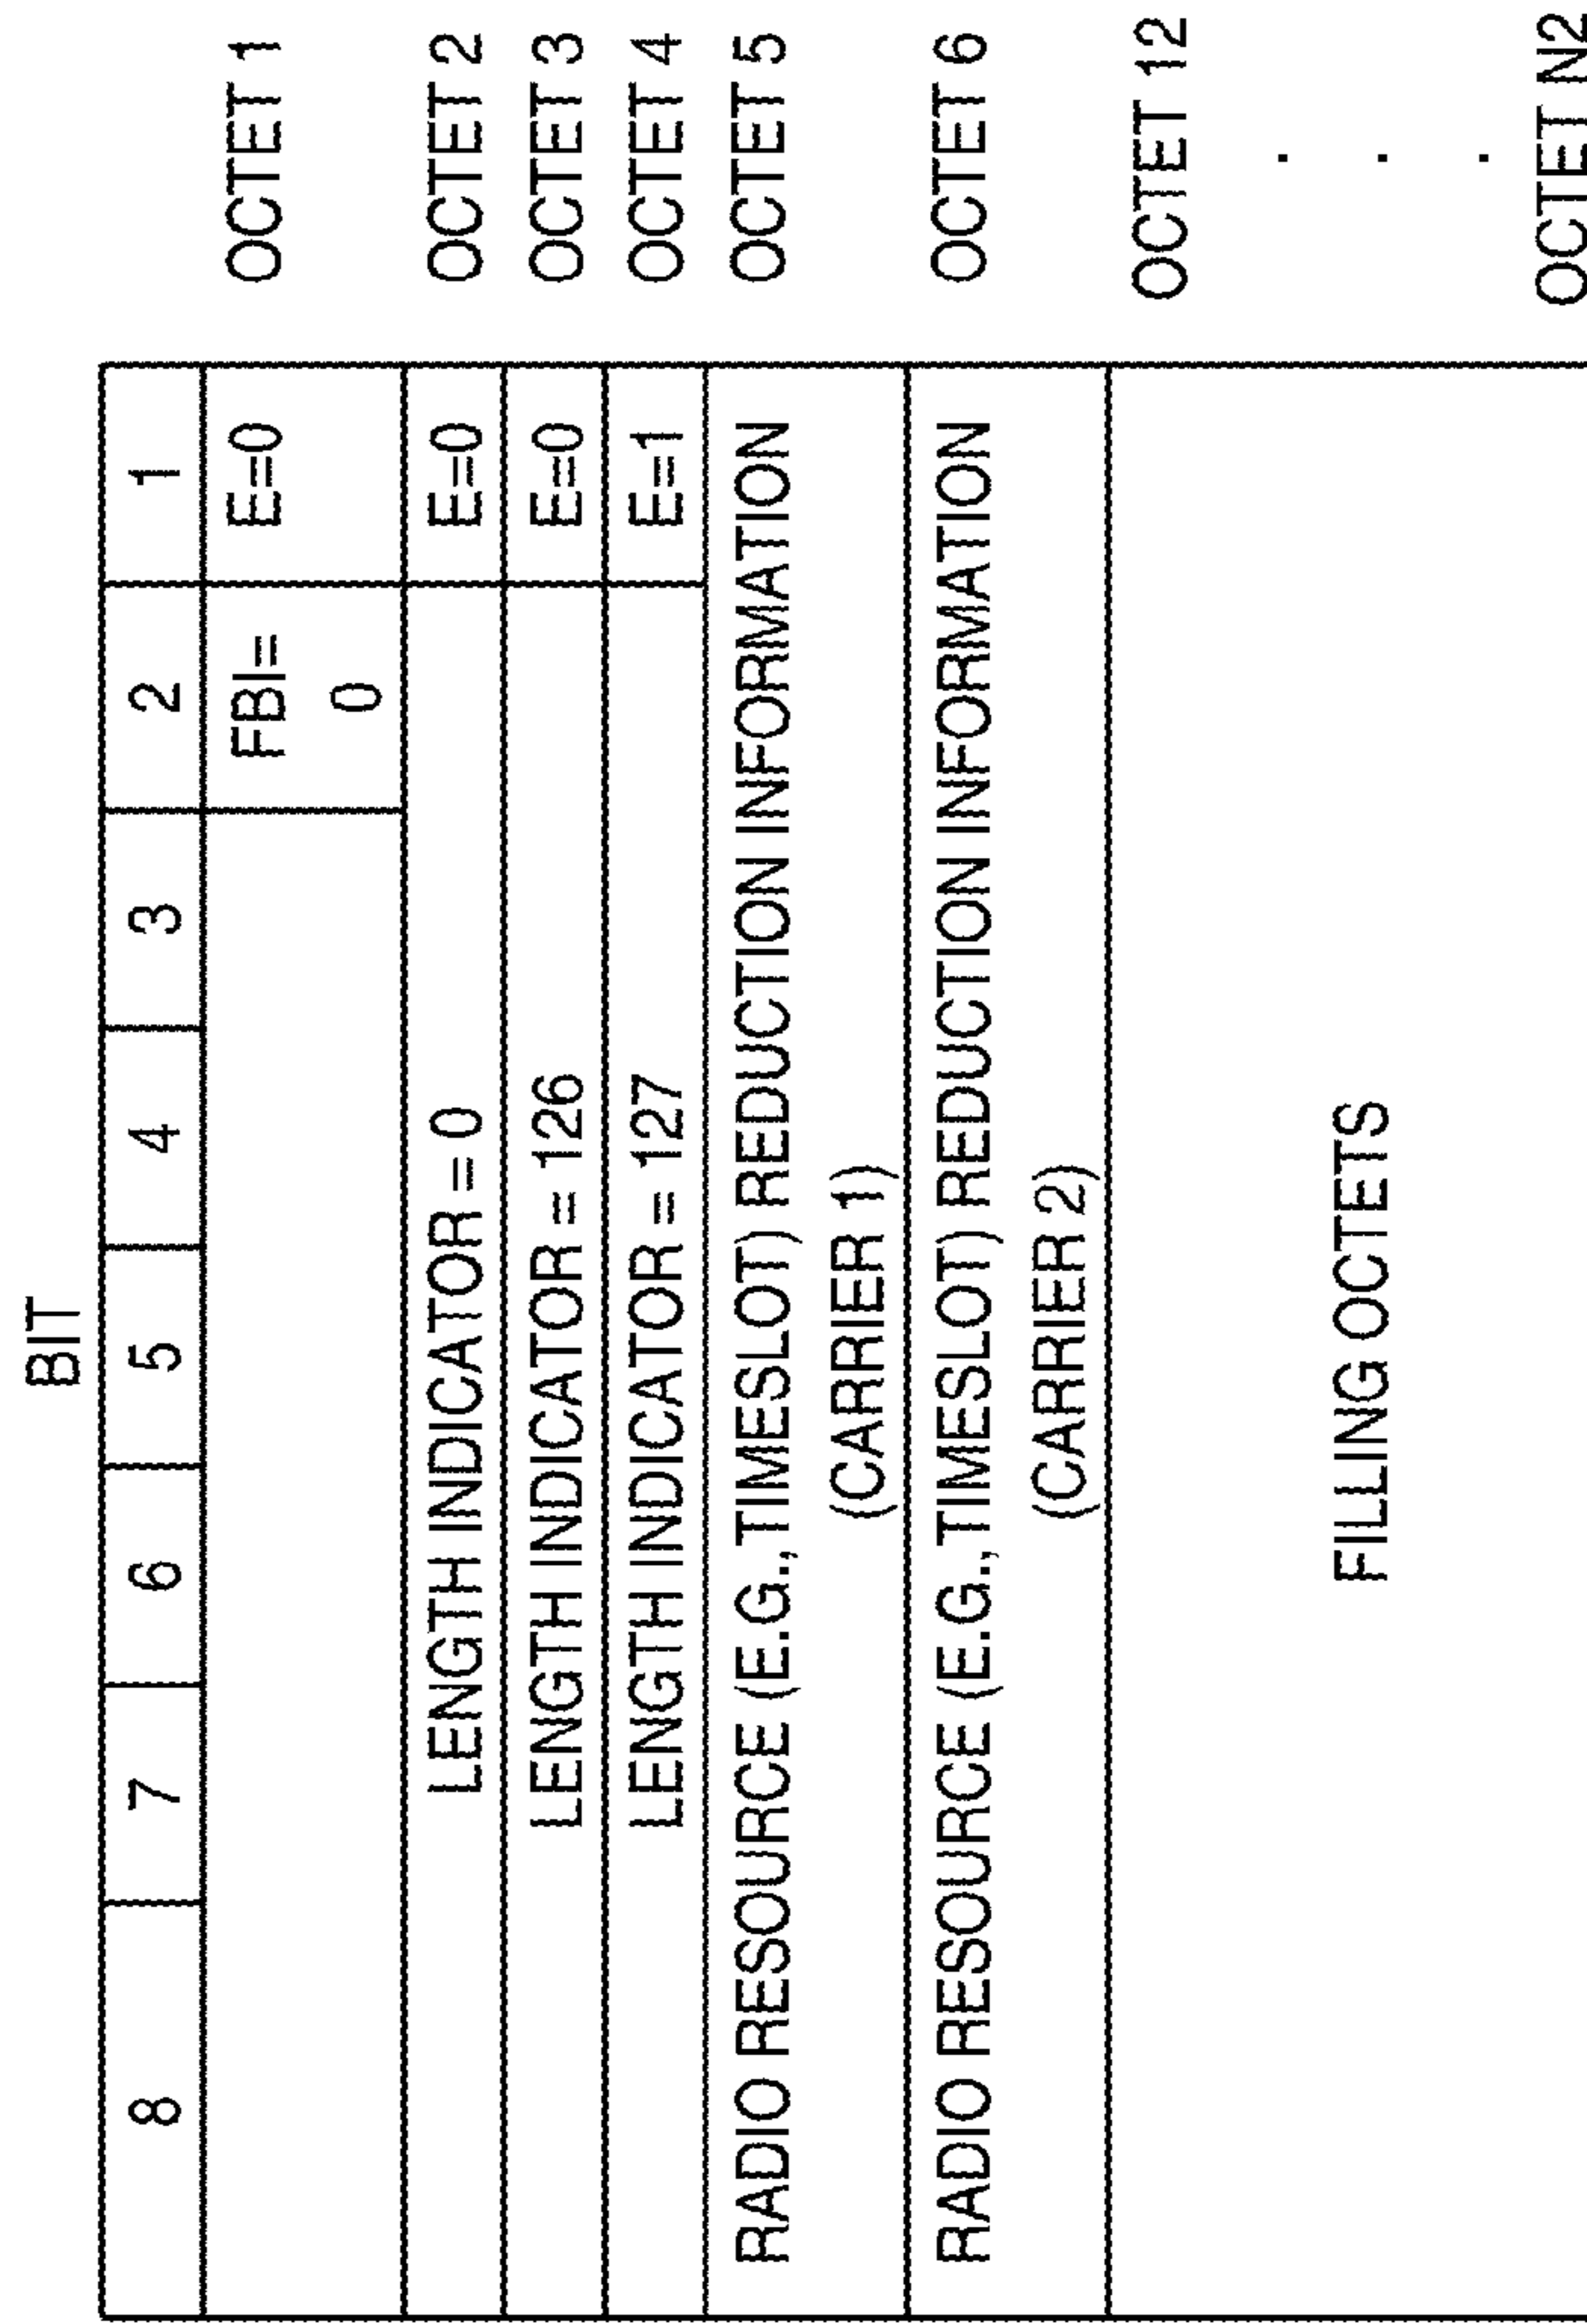 BIT
8 7 6 5 4 3 2 1
FBI= E=0 OCTET 1
0
LENGTH INDICATOR = 0 E=0 OCTET 2
LENGTH INDICATOR = 126 E=0 OCTET 3
LENGTH INDICATOR = 127 E=1 OCTET 4
RADIO RESOURCE (E.G.,TIMESLOT) REDUCTION INFORMATION OCTET 5
(CARRIER 1)
RADIO RESOURCE (E.G.,TIMESLOT) REDUCTION INFORMATION OCTET 6
(CARRIER 2)
OCTET 12
.
FILLING OCTETS .
.
OCTET N2